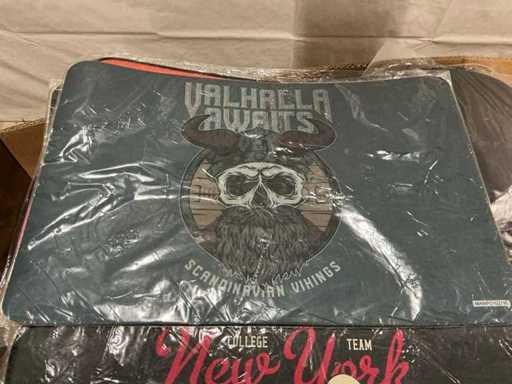 VALHALLA
AWAITS
SCANDINAVIAN VIKINGS
COLLEGE TEAM
New York